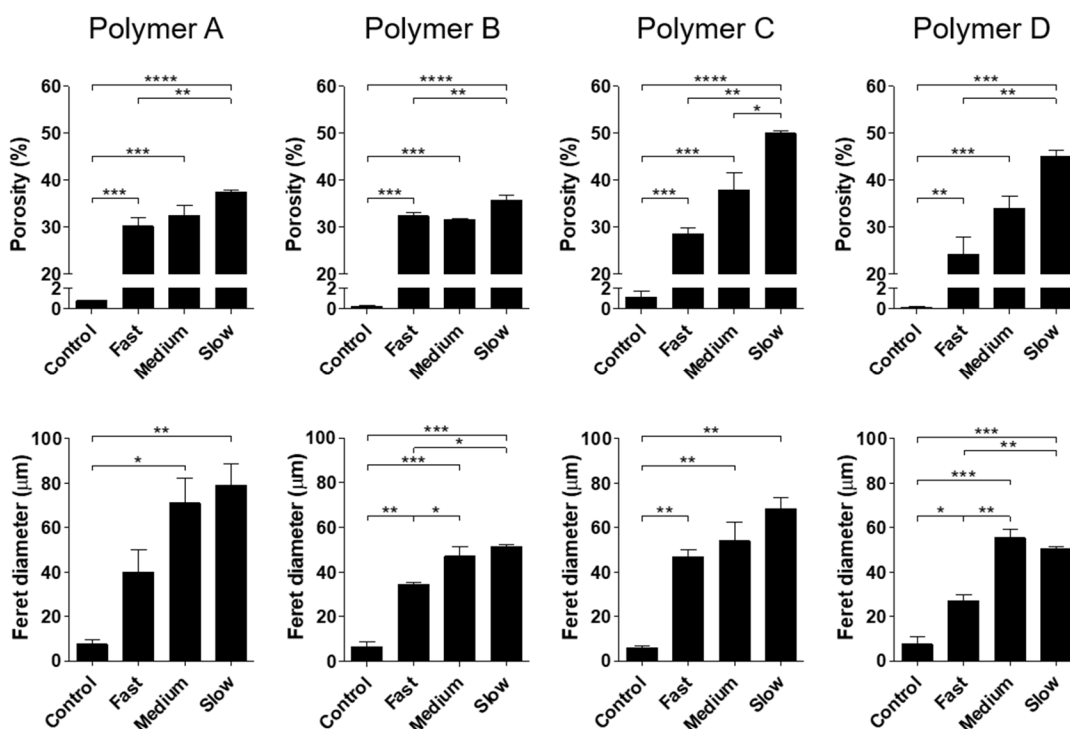 Polymer A
Polymer B
Polymer C
Polymer D
Porosity (%)
60
50
40
30
20
2
0
****
**
***
***
Control
Fast
Medium
Slow
Porosity (%)
60
50
40
30
20
2
0
****
**
***
***
Control
Fast
Medium
Slow
Porosity (%)
60
50
40
30
20
2
0
****
**
*
***
***
Control
Fast
Medium
Slow
Porosity (%)
60
50
40
30
20
2
0
***
**
***
**
Control
Fast
Medium
Slow
Feret diameter (μm)
100
80
60
40
20
0
**
*
Control
Fast
Medium
Slow
Feret diameter (μm)
100
80
60
40
20
0
***
*
***
** *
Control
Fast
Medium
Slow
Feret diameter (μm)
100
80
60
40
20
0
**
**
**
Control
Fast
Medium
Slow
Feret diameter (μm)
100
80
60
40
20
0
***
**
***
* **
Control
Fast
Medium
Slow